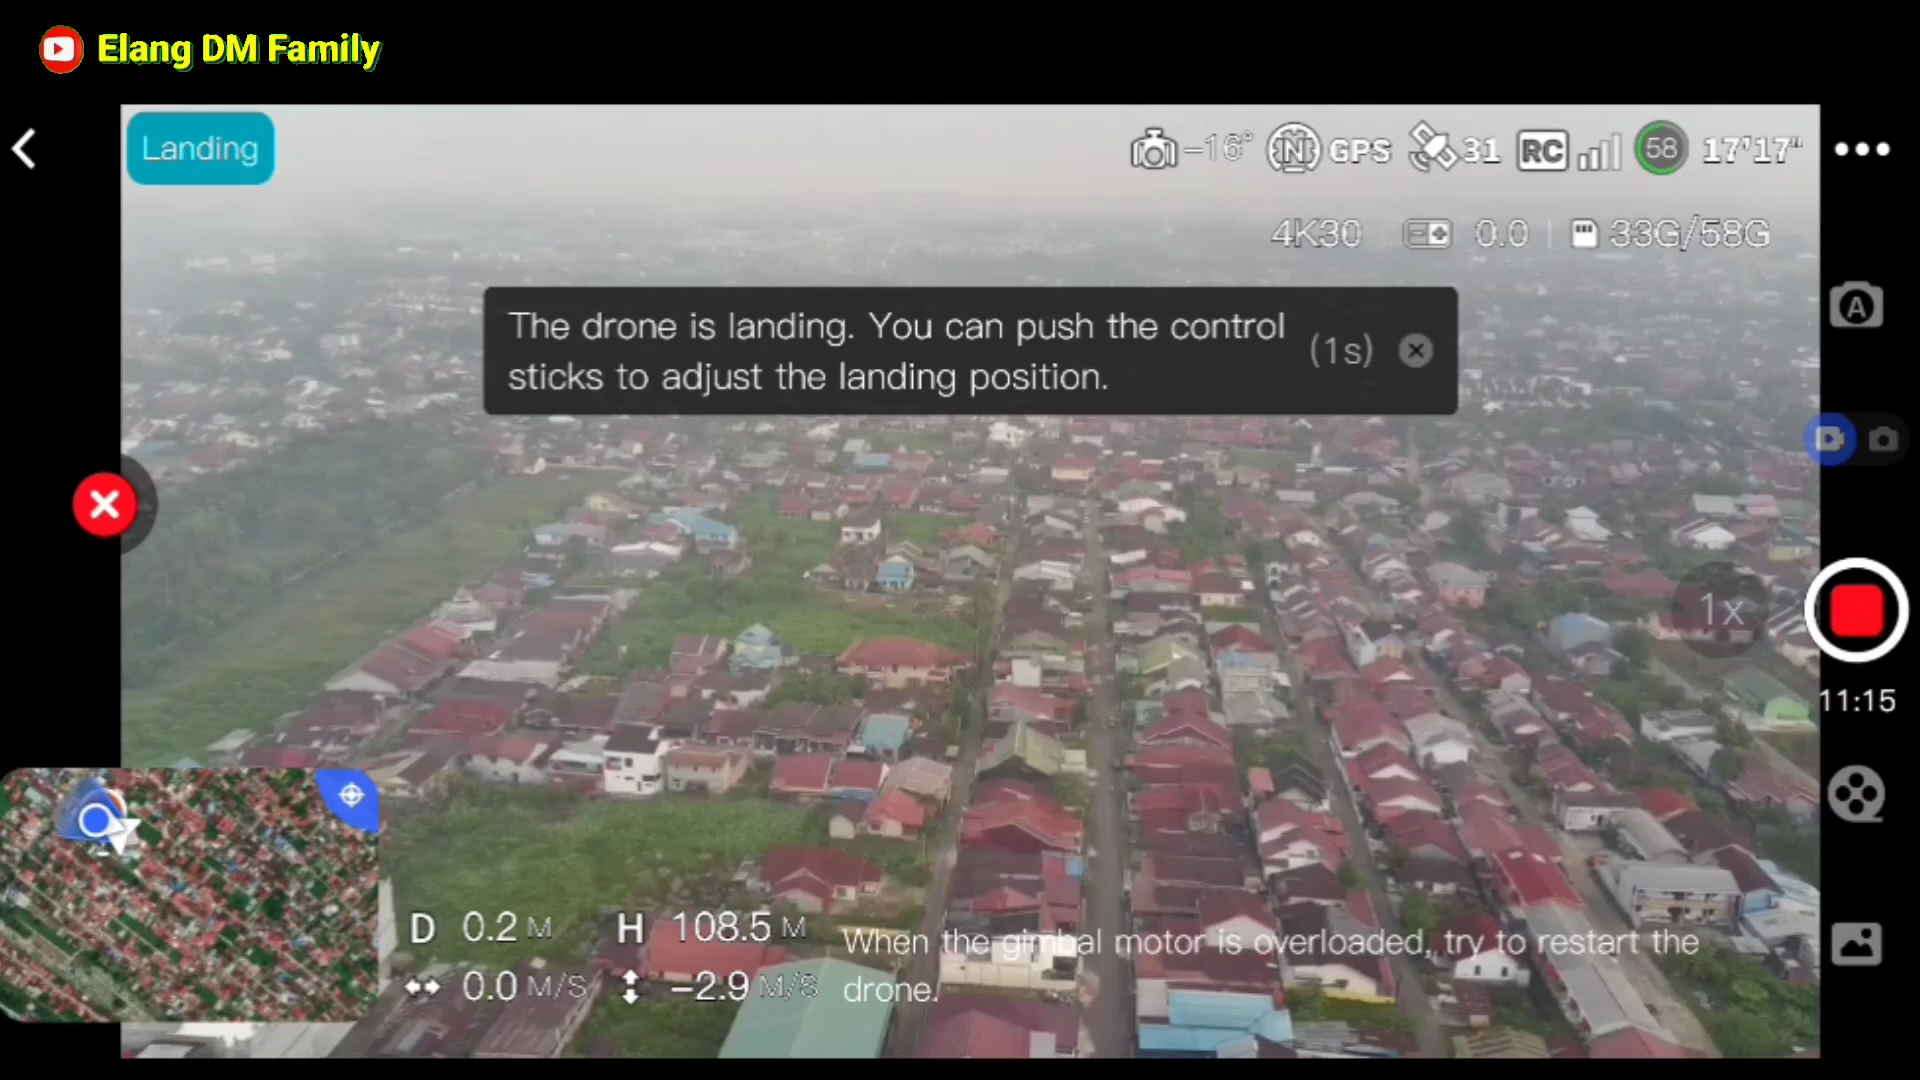 Elang DM Family
Landing
-16° N GPS 31 RC 58 17'17"
4K30 0.0 33G/58G
The drone is landing. You can push the control
sticks to adjust the landing position.
(1s)
A
1x
11:15
D 0.2 M H 108.5 M
0.0 M/S -2.9 M/S
When the gimbal motor is overloaded, try to restart the
drone.